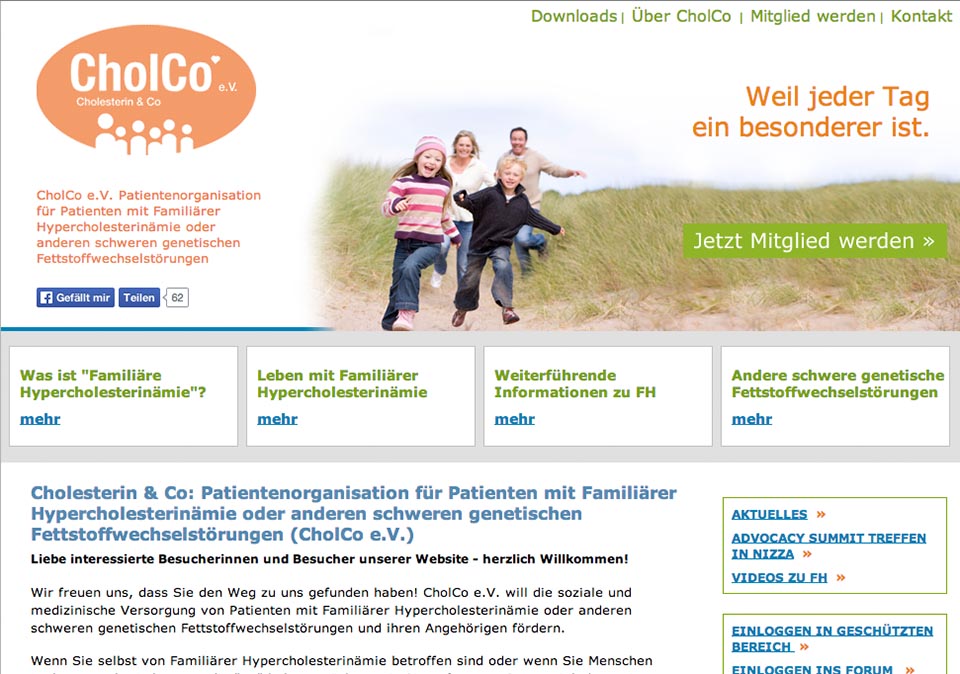 Downloads | Über CholCo | Mitglied werden | Kontakt
CholCo e.V.
Cholesterin & Co
Weil jeder Tag
ein besonderer ist.
CholCo e.V. Patientenorganisation
für Patienten mit Familiärer
Hypercholesterinämie oder
anderen schweren genetischen
Fettstoffwechselstörungen
Jetzt Mitglied werden »
Gefällt mir Teilen 62
Was ist "Familiäre
Hypercholesterinämie"?
mehr
Leben mit Familiärer
Hypercholesterinämie
mehr
Weiterführende
Informationen zu FH
mehr
Andere schwere genetische
Fettstoffwechselstörungen
mehr
Cholesterin & Co: Patientenorganisation für Patienten mit Familiärer
Hypercholesterinämie oder anderen schweren genetischen
Fettstoffwechselstörungen (CholCo e.V.)
Liebe interessierte Besucherinnen und Besucher unserer Website - herzlich Willkommen!
Wir freuen uns, dass Sie den Weg zu uns gefunden haben! CholCo e.V. will die soziale und
medizinische Versorgung von Patienten mit Familiärer Hypercholesterinämie oder anderen
schweren genetischen Fettstoffwechselstörungen und ihren Angehörigen fördern.
Wenn Sie selbst von Familiärer Hypercholesterinämie betroffen sind oder wenn Sie Menschen
AKTUELLES »
ADVOCACY SUMMIT TREFFEN
IN NIZZA »
VIDEOS ZU FH »
EINLOGGEN IN GESCHÜTZTEN
BEREICH »
EINLOGGEN INS FORUM »